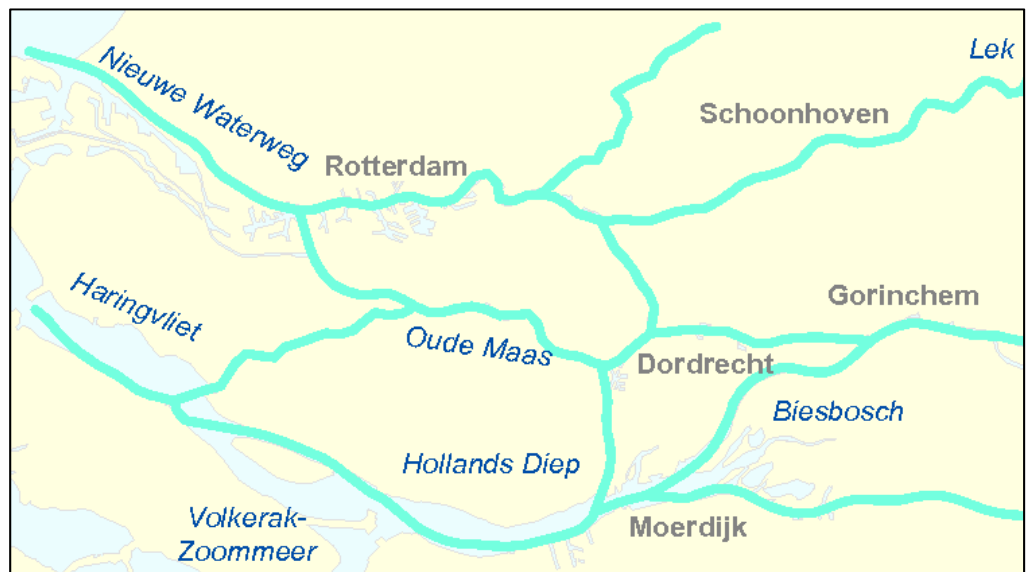 Nieuwe Waterweg
Lek
Schoonhoven
Rotterdam
Haringvliet
Gorinchem
Oude Maas
Dordrecht
Biesbosch
Hollands Diep
Volkerak-
Zoommeer
Moerdijk